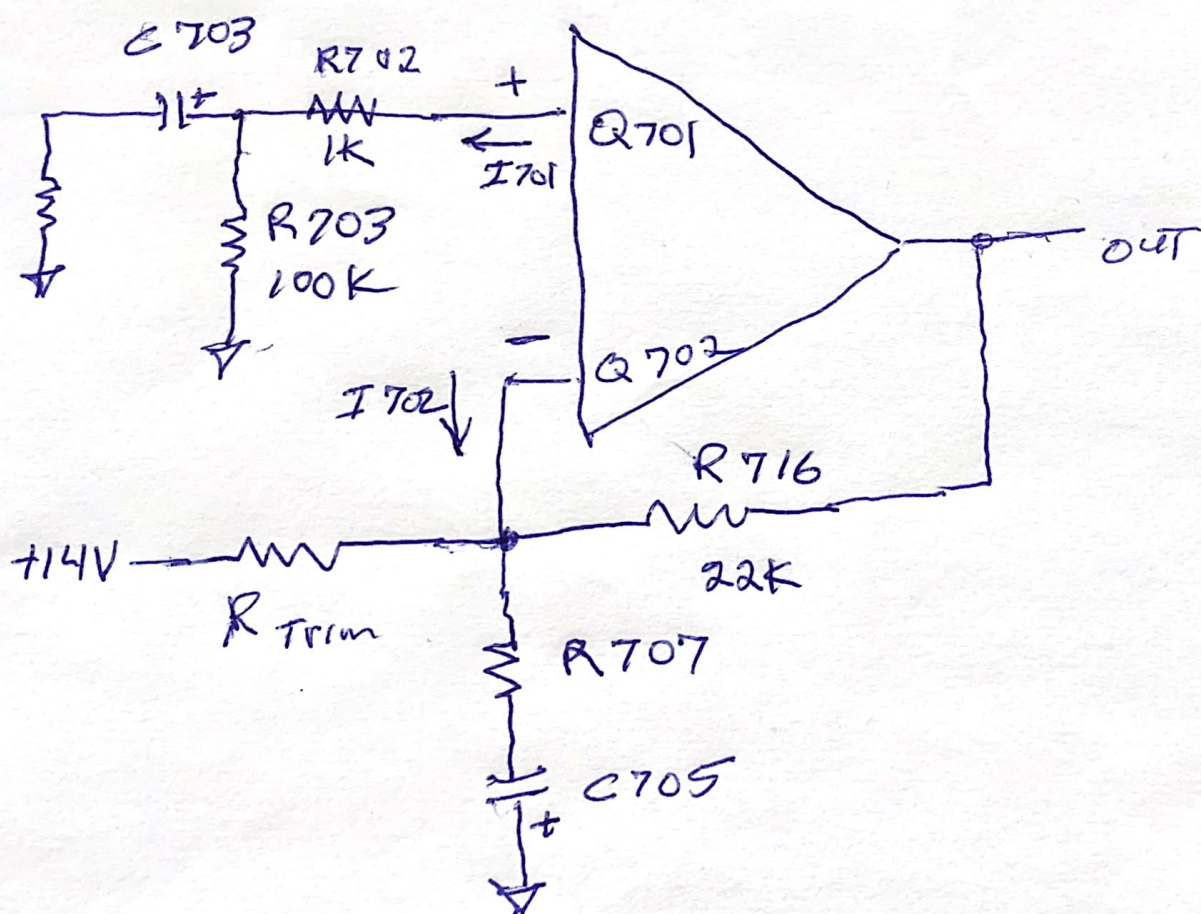 C703
R702
+
+
1K
I701
Q701
R703
100K
OUT
-
Q702
I702
R716
+14V
22K
R Trim
R707
C705
+